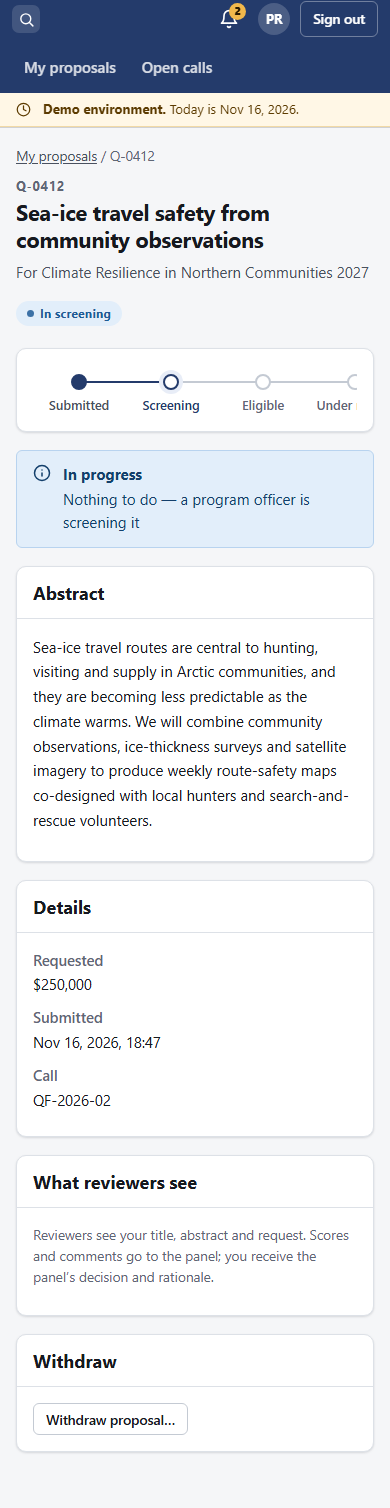 2
PR
Sign out
My proposals
Open calls
Demo environment. Today is Nov 16, 2026.
My proposals / Q-0412
Q-0412
Sea-ice travel safety from
community observations
For Climate Resilience in Northern Communities 2027
In screening
Submitted
Screening
Eligible
Under
In progress
Nothing to do — a program officer is
screening it
Abstract
Sea-ice travel routes are central to hunting,
visiting and supply in Arctic communities, and
they are becoming less predictable as the
climate warms. We will combine community
observations, ice-thickness surveys and satellite
imagery to produce weekly route-safety maps
co-designed with local hunters and search-and-
rescue volunteers.
Details
Requested
$250,000
Submitted
Nov 16, 2026, 18:47
Call
QF-2026-02
What reviewers see
Reviewers see your title, abstract and request. Scores
and comments go to the panel; you receive the
panel's decision and rationale.
Withdraw
Withdraw proposal...